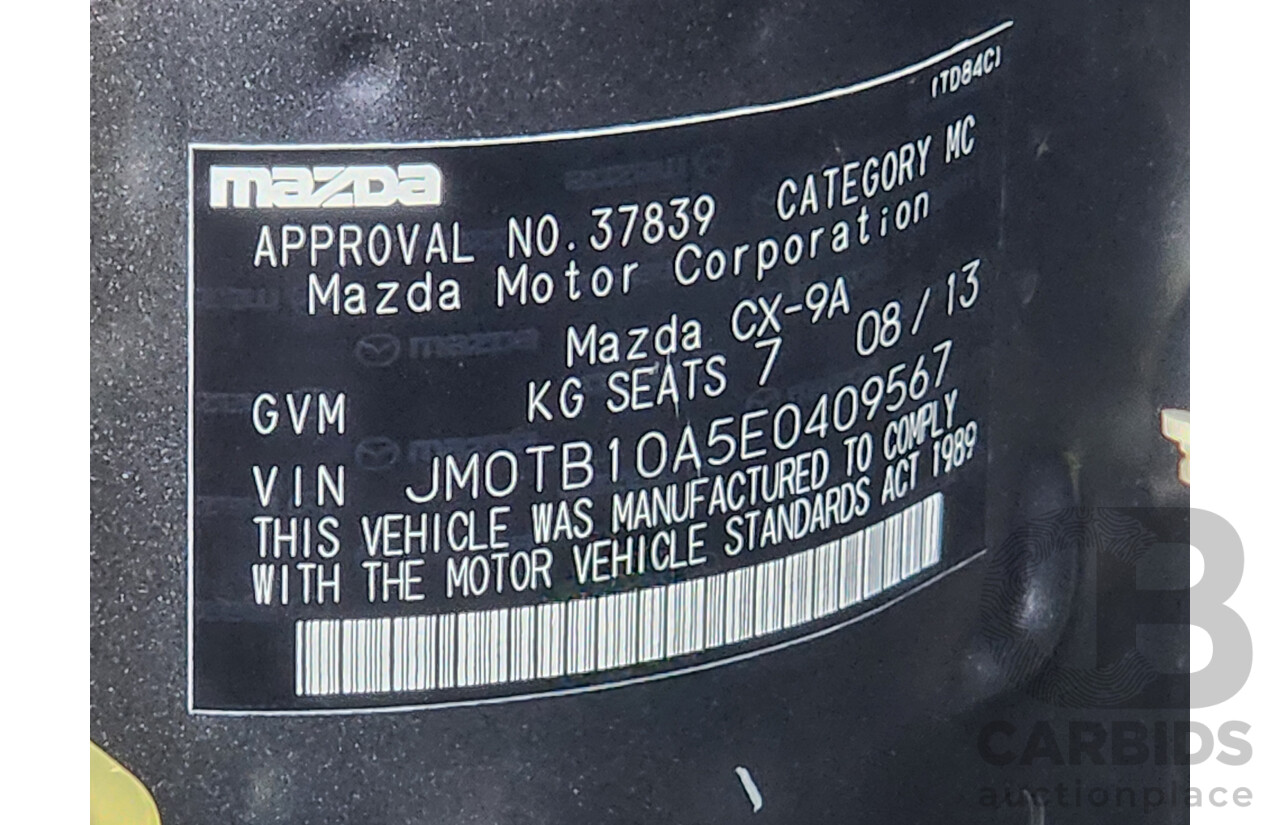 (TD84C)
mazda
APPROVAL NO. 37839 CATEGORY MC
Mazda Motor Corporation
Mazda CX-9A
GVM KG SEATS 7 08/13
VIN JM0TB10A5E0409567
THIS VEHICLE WAS MANUFACTURED TO COMPLY
WITH THE MOTOR VEHICLE STANDARDS ACT 1989
CB
CARBIDS
auctionplace